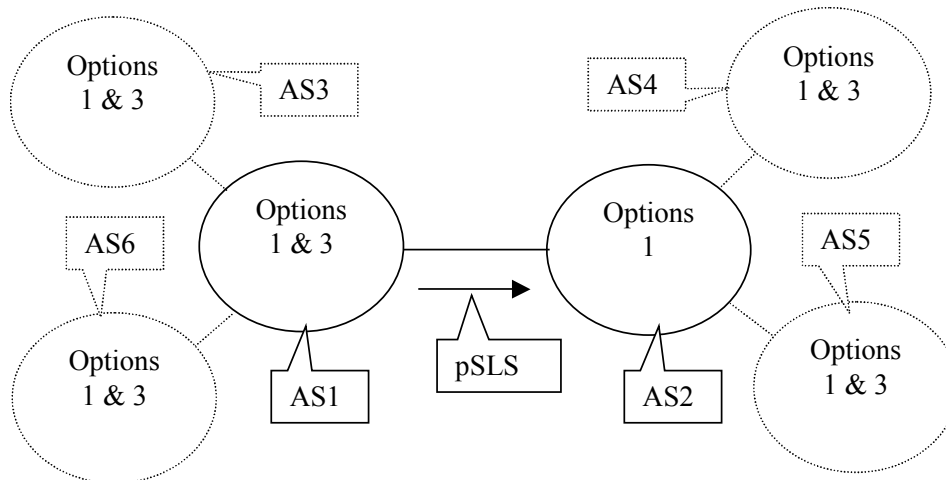 Options
1 & 3
AS3
AS4
Options
1 & 3
Options
1 & 3
Options
1
AS6
AS5
Options
1 & 3
AS1
pSLS
AS2
Options
1 & 3